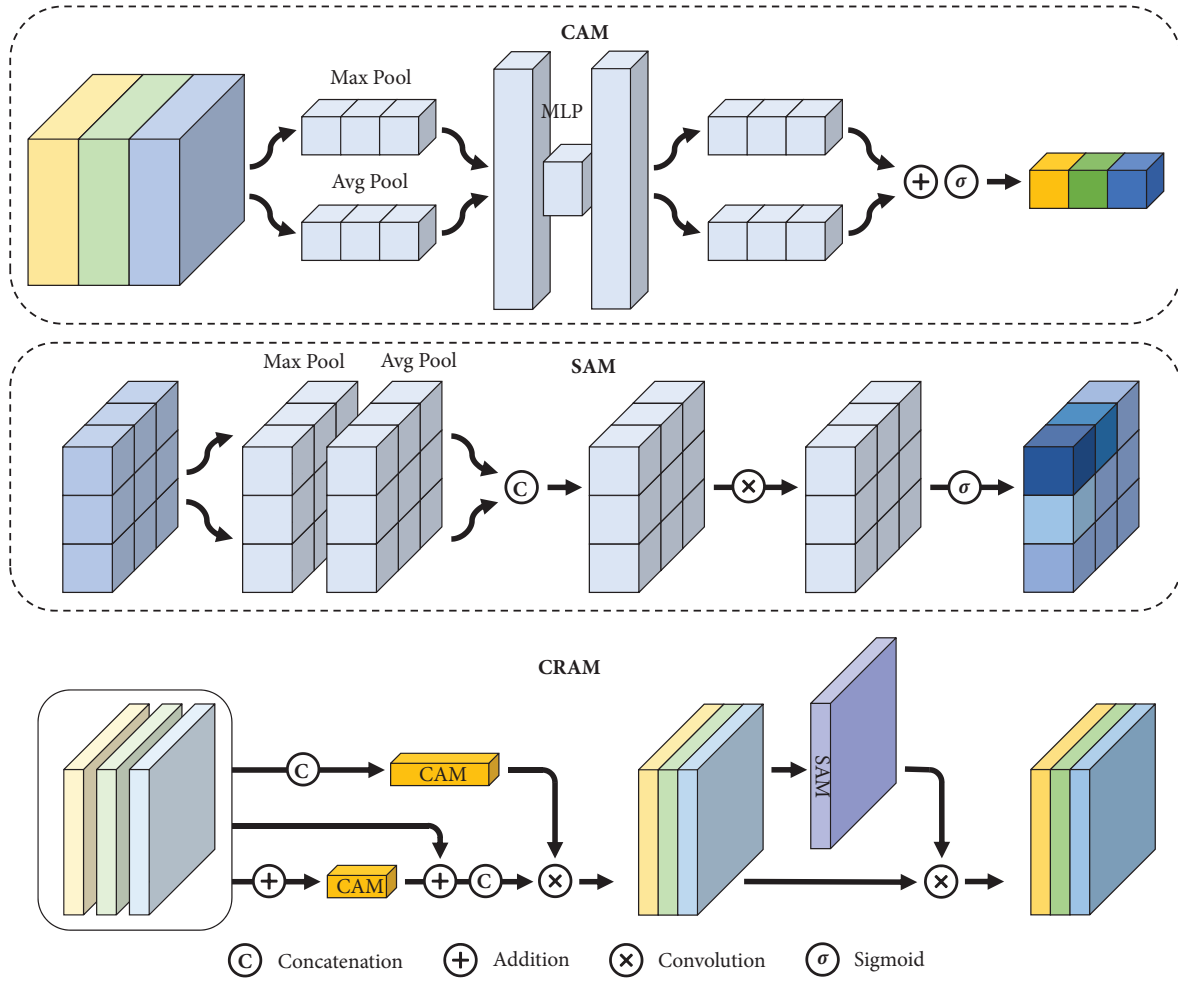 CAM
Max Pool
MLP
Avg Pool
σ
SAM
Max Pool
Avg Pool
C
σ
CRAM
C
CAM
SAM
CAM
C
C Concatenation
Addition
Convolution
σ Sigmoid